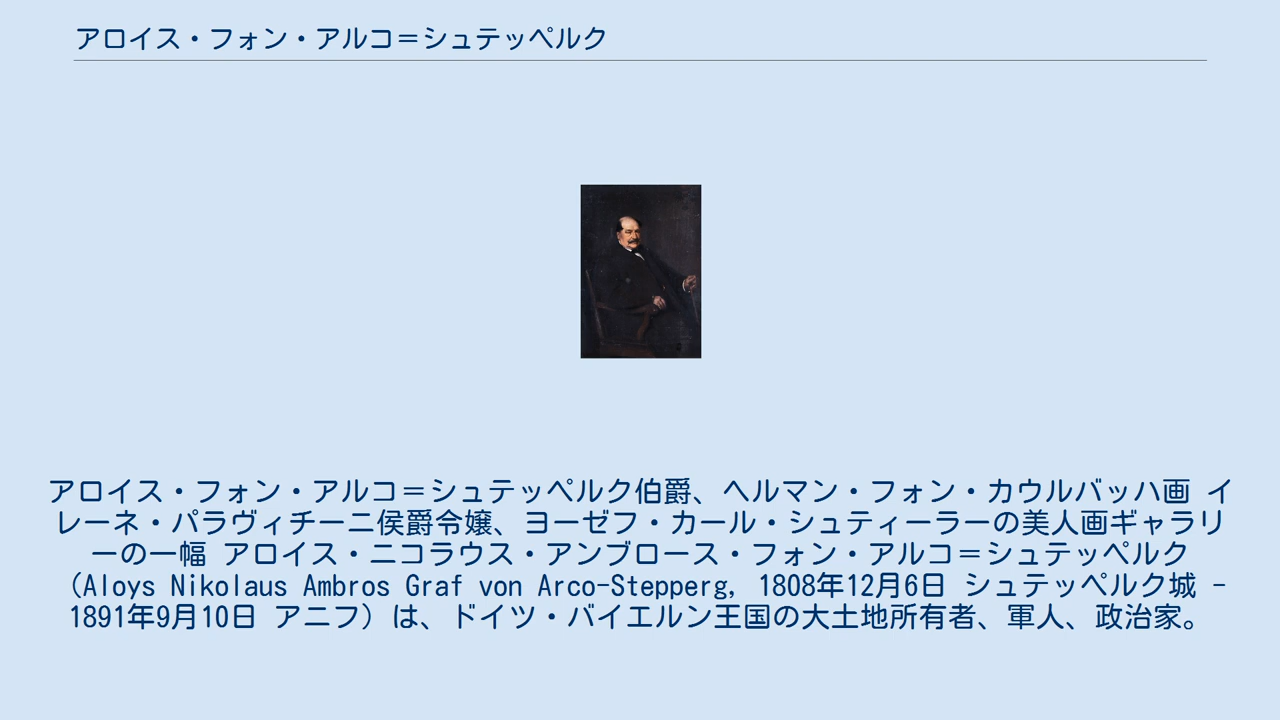 アロイス・フォン・アルコ＝シュテッペルク
アロイス・フォン・アルコ＝シュテッペルク伯爵、ヘルマン・フォン・カウルバッハ画 イ
レーネ・パラヴィチーニ侯爵令嬢、ヨーゼフ・カール・シュティーラーの美人画ギャラリ
ーの一幅 アロイス・ニコラウス・アンブロース・フォン・アルコ＝シュテッペルク
（Aloys Nikolaus Ambros Graf von Arco-Stepperg, 1808年12月6日 シュテッペルク城 -
1891年9月10日 アニフ）は、ドイツ・バイエルン王国の大土地所有者、軍人、政治家。